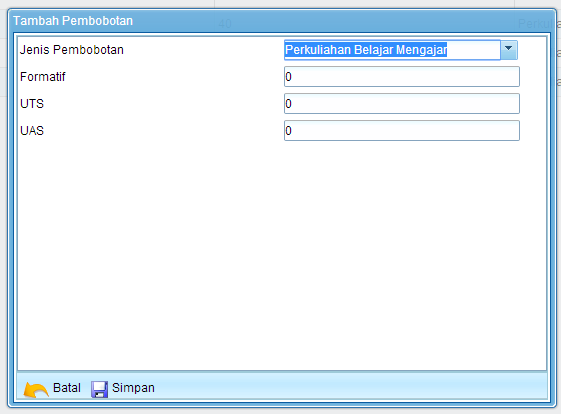 Tambah Pembobotan
Jenis Pembobotan Perkuliahan Belajar Mengajar
Formatif 0
UTS 0
UAS 0
Batal Simpan